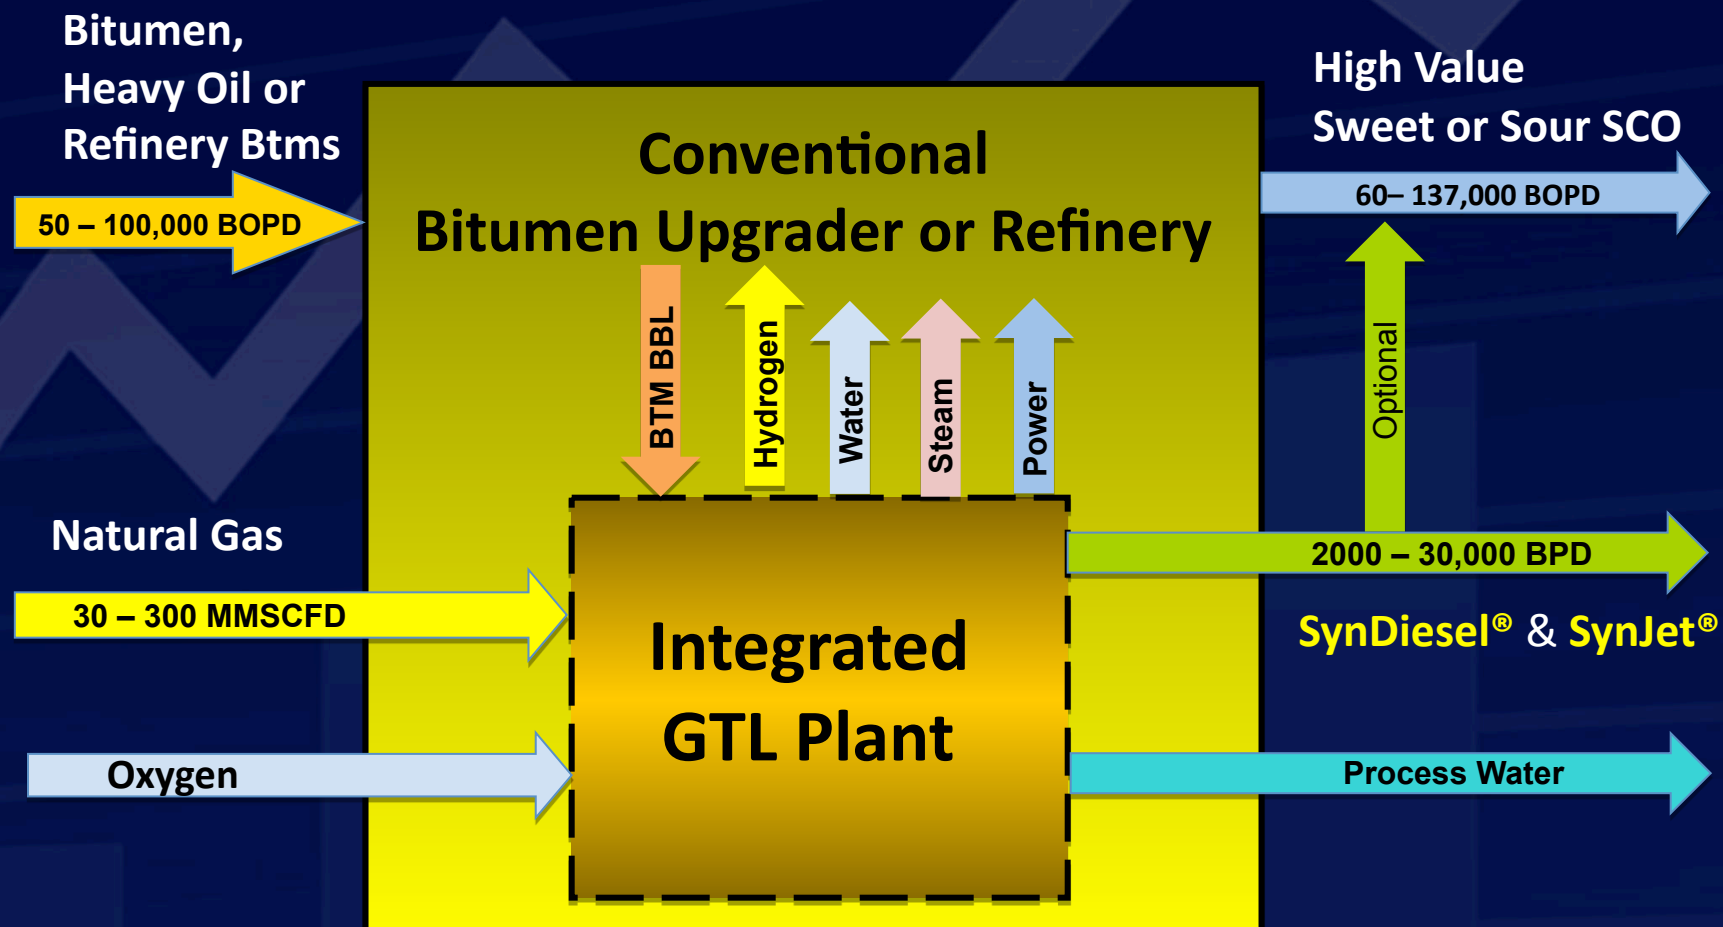 Bitumen,
Heavy Oil or
Refinery Btms
50 – 100,000 BOPD
Conventional
Bitumen Upgrader or Refinery
High Value
Sweet or Sour SCO
60– 137,000 BOPD
BTM BBL
Hydrogen
Water
Steam
Power
Optional
Natural Gas
30 – 300 MMSCFD
Integrated
GTL Plant
2000 – 30,000 BPD
SynDiesel® & SynJet®
Oxygen
Process Water